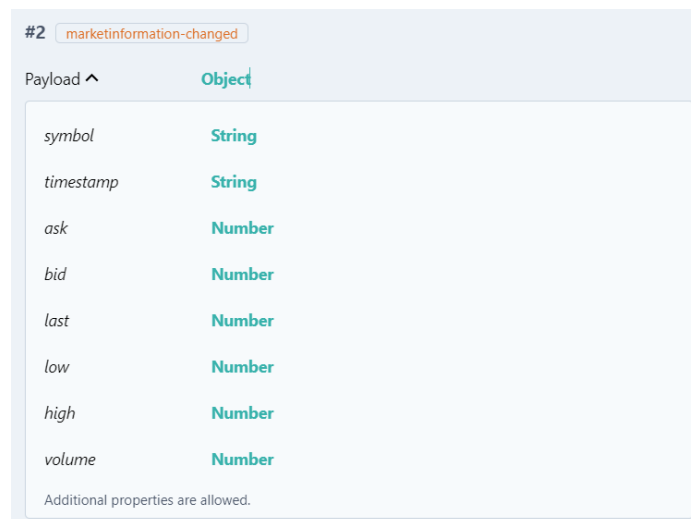 #2 marketinformation-changed
Payload Object
symbol String
timestamp String
ask Number
bid Number
last Number
low Number
high Number
volume Number
Additional properties are allowed.